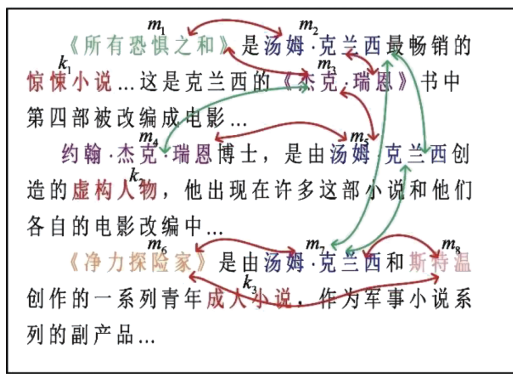 m₁ m₂
《所有恐惧之和》是汤姆·克兰西最畅销的
k₁ m₃
惊悚小说…这是克兰西的《杰克·瑞恩》书中
第四部被改编成电影…
m₄ m₅
约翰·杰克·瑞恩博士，是由汤姆·克兰西创
k₂
造的虚构人物，他出现在许多这部小说和他们
各自的电影改编中…
m₆ m₇ m₈
《净力探险家》是由汤姆·克兰西和斯特温
k₃
创作的一系列青年成人小说，作为军事小说系
列的副产品…